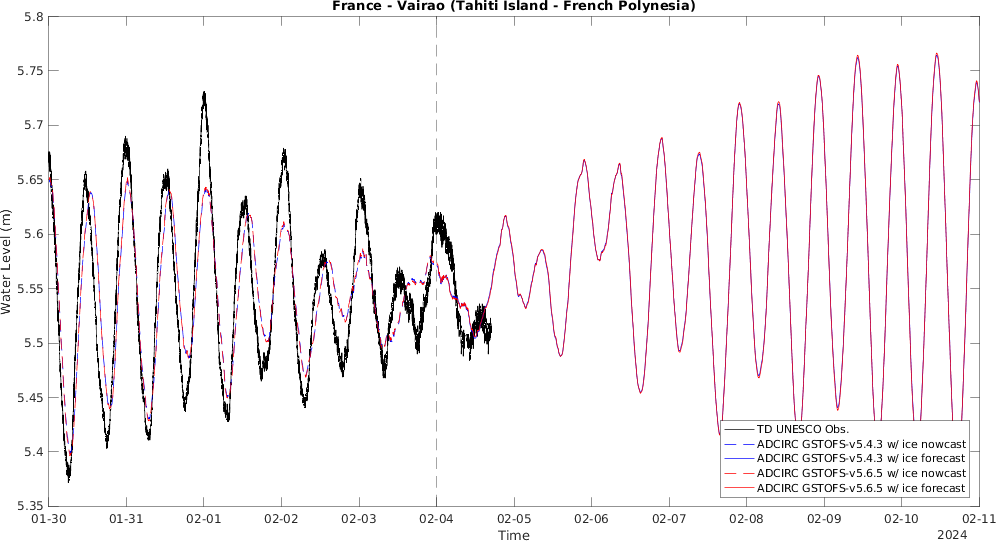 France - Vairao (Tahiti Island - French Polynesia)
5.8
5.75
5.7
5.65
5.6
5.55
5.5
5.45
5.4
5.35
Water Level (m)
TD UNESCO Obs.
ADCIRC GSTOFS-v5.4.3 w/ ice nowcast
ADCIRC GSTOFS-v5.4.3 w/ ice forecast
ADCIRC GSTOFS-v5.6.5 w/ ice nowcast
ADCIRC GSTOFS-v5.6.5 w/ ice forecast
01-30 01-31 02-01 02-02 02-03 02-04 02-05 02-06 02-07 02-08 02-09 02-10 02-11
Time
2024